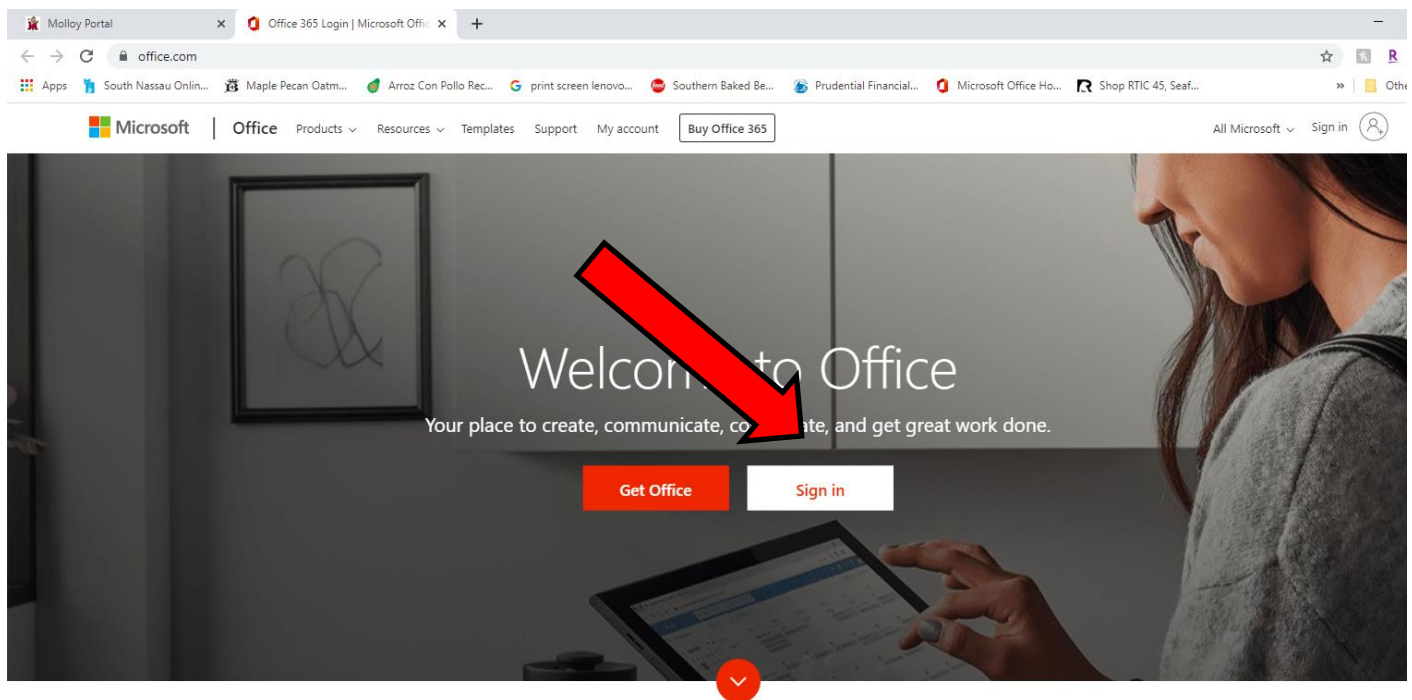 Molloy Portal Office 365 Login | Microsoft Offic
office.com
Apps South Nassau Onlin... Maple Pecan Oatm... Arroz Con Pollo Rec... G print screen lenovo... Southern Baked Be... Prudential Financial... Microsoft Office Ho... Shop RTIC 45, Seaf... » Othe
Microsoft | Office Products Resources Templates Support My account Buy Office 365 All Microsoft Sign in
Welcom to Office
Your place to create, communicate, co ate, and get great work done.
Get Office Sign in